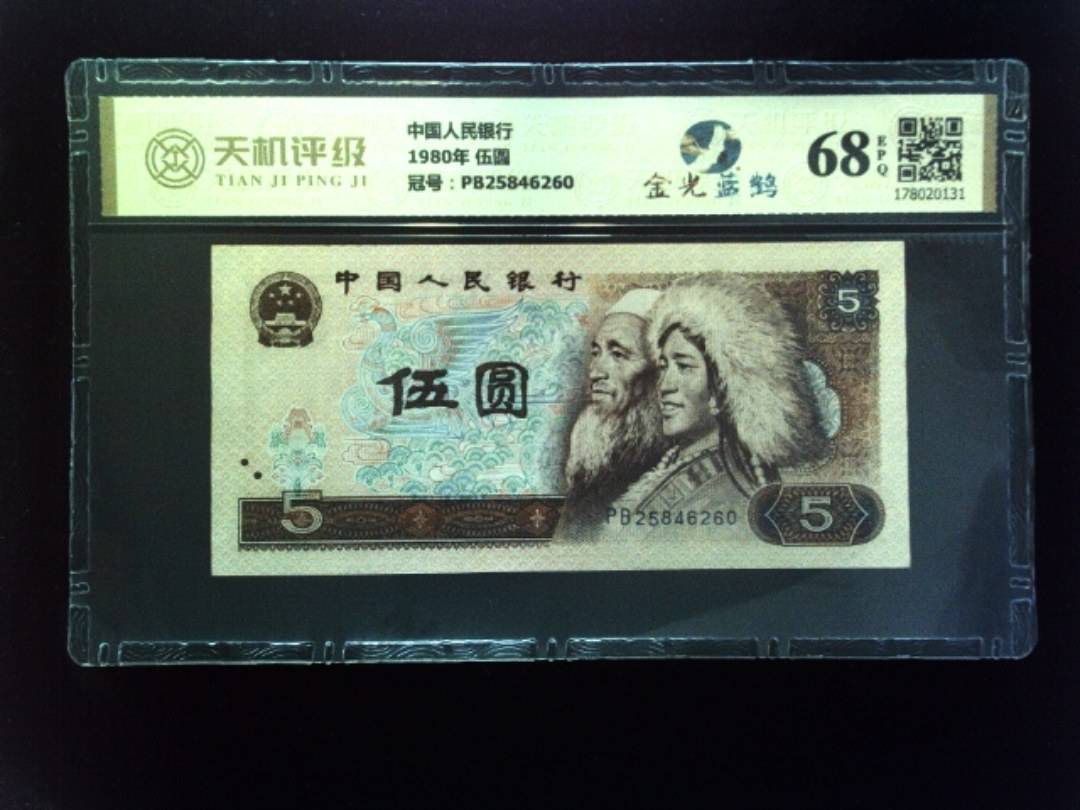 天机评级
TIAN JI PING JI
中国人民银行
1980年 伍圆
冠号：PB25846260
金光蓝鹤
68
EPQ
178020131
中国人民银行
5
伍圆
5
PB25846260
5